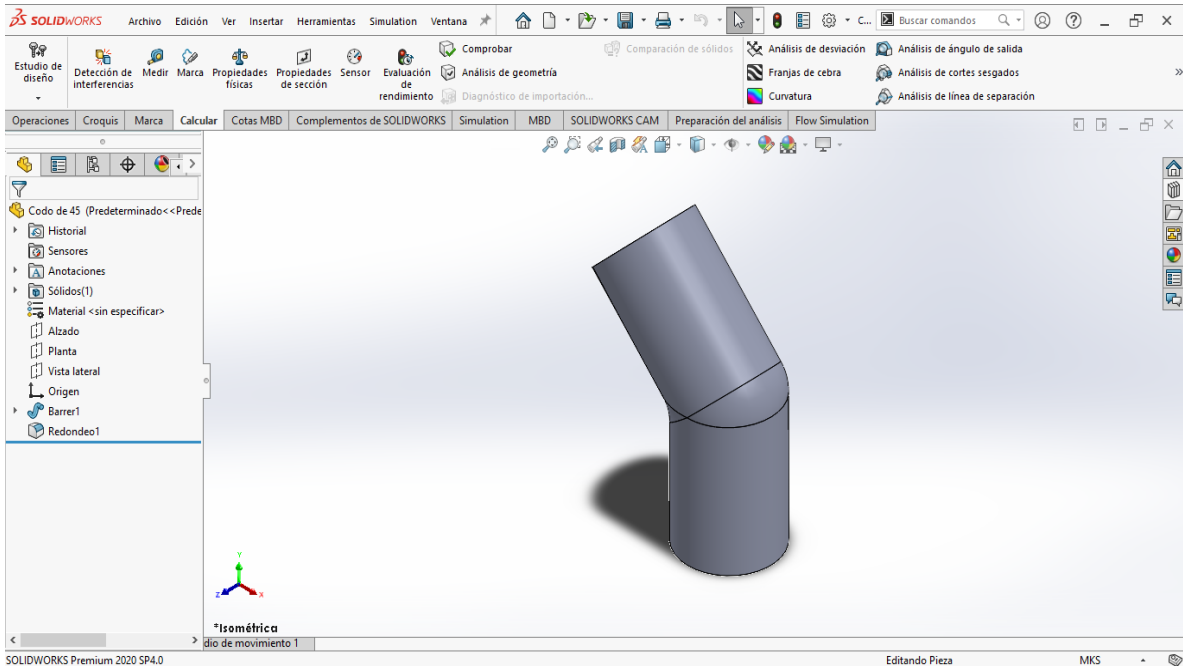 SOLIDWORKS Archivo Edición Ver Insertar Herramientas Simulation Ventana C... Buscar comandos
Estudio de diseño
Detección de interferencias
Medir
Marca
Propiedades físicas
Propiedades de sección
Sensor
Evaluación de rendimiento
Comprobar
Análisis de geometría
Diagnóstico de importación...
Comparación de sólidos
Análisis de desviación
Franjas de cebra
Curvatura
Análisis de ángulo de salida
Análisis de cortes sesgados
Análisis de línea de separación
Operaciones Croquis Marca Calcular Cotas MBD Complementos de SOLIDWORKS Simulation MBD SOLIDWORKS CAM Preparación del análisis Flow Simulation
Codo de 45 (Predeterminado<<Prede
Historial
Sensores
Anotaciones
Sólidos(1)
Material <sin especificar>
Alzado
Planta
Vista lateral
Origen
Barrer1
Redondeo1
Y
Z X
*Isométrica
dio de movimiento 1
SOLIDWORKS Premium 2020 SP4.0 Editando Pieza MKS